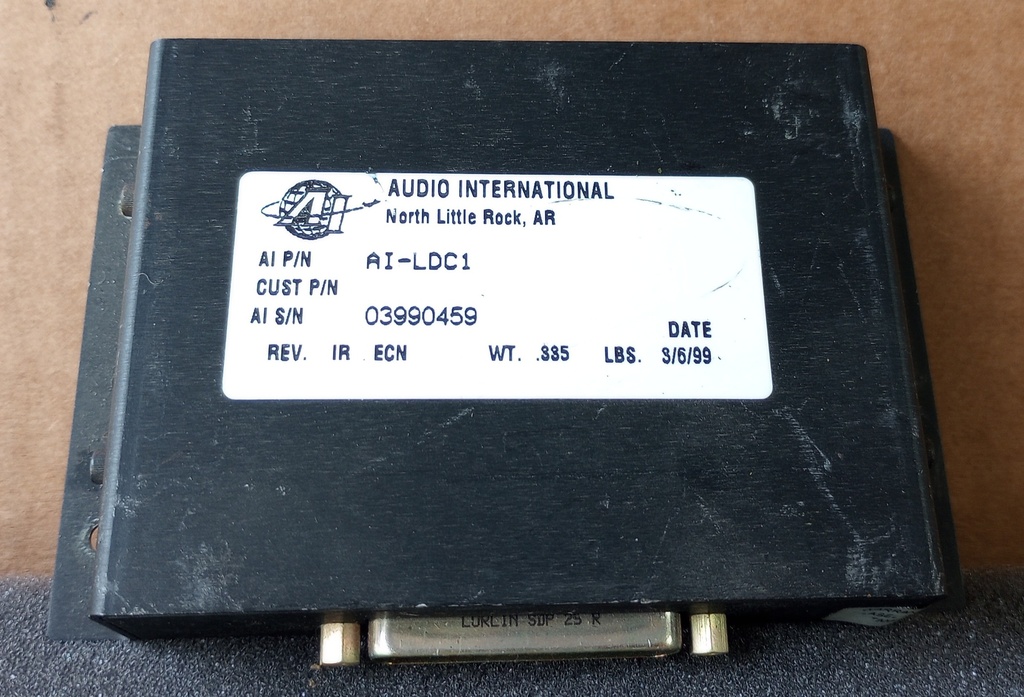 AI
AUDIO INTERNATIONAL
North Little Rock, AR
AI P/N AI-LDC1
CUST P/N
AI S/N 03990459
DATE
REV. IR ECN WT. .335 LBS. 3/6/99
LORLIN SDP 25 R